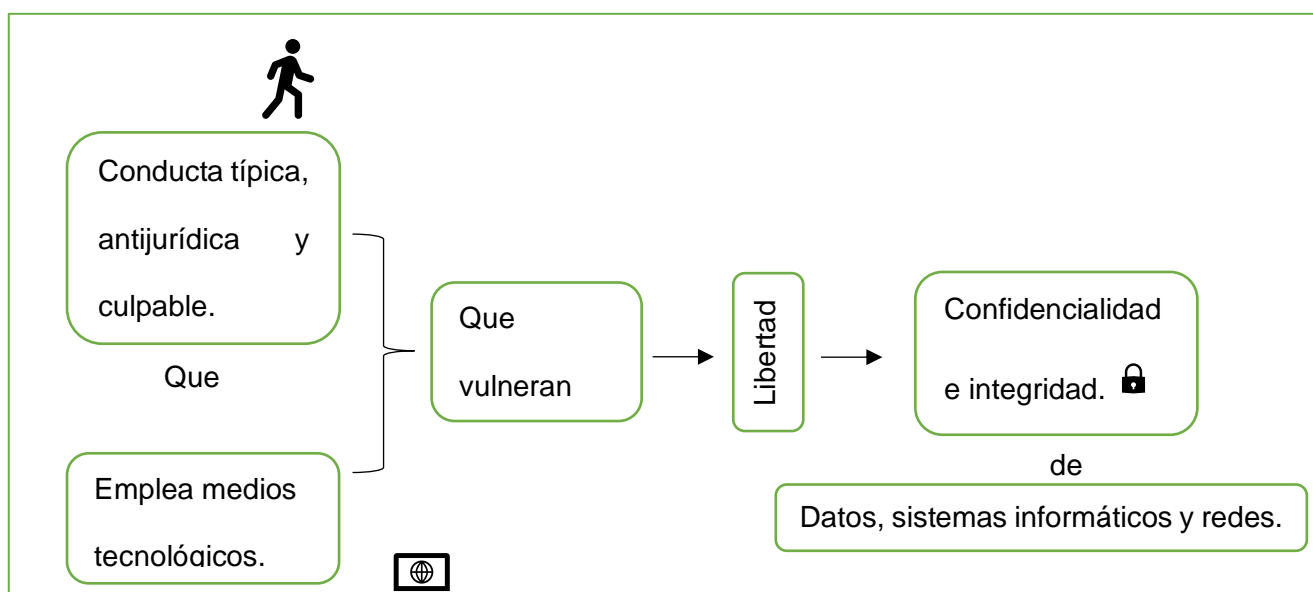 Conducta típica,
antijurídica y
culpable.
Que
Emplea medios
tecnológicos.
Que
vulneran
Libertad
Confidencialidad
e integridad.
de
Datos, sistemas informáticos y redes.